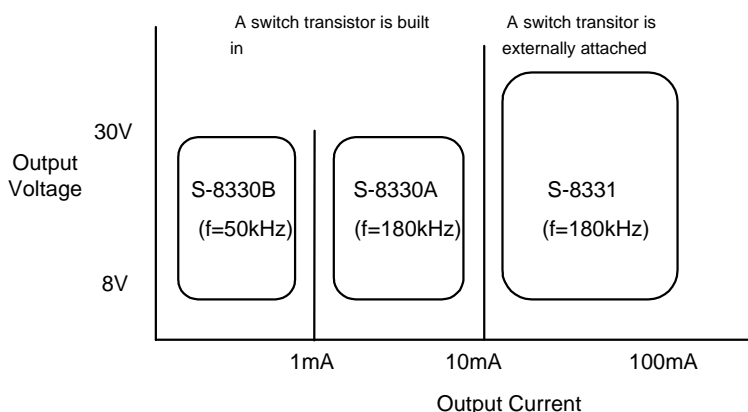 A switch transistor is built
in
A switch transitor is
externally attached
30V
Output
Voltage
8V
S-8330B
(f=50kHz)
S-8330A
(f=180kHz)
S-8331
(f=180kHz)
1mA
10mA
100mA
Output Current